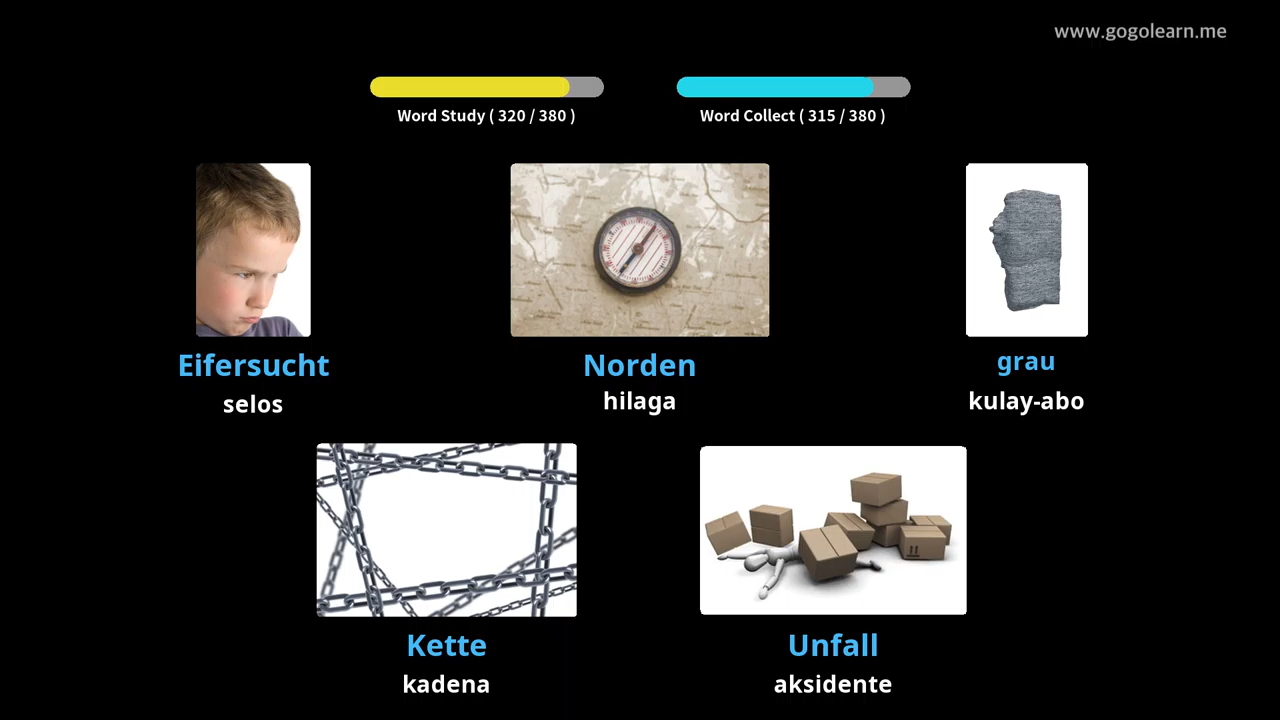 www.gogolearn.me
Word Study ( 320 / 380 )
Word Collect ( 315 / 380 )
Eifersucht
selos
Norden
hilaga
grau
kulay-abo
Kette
kadena
Unfall
aksidente